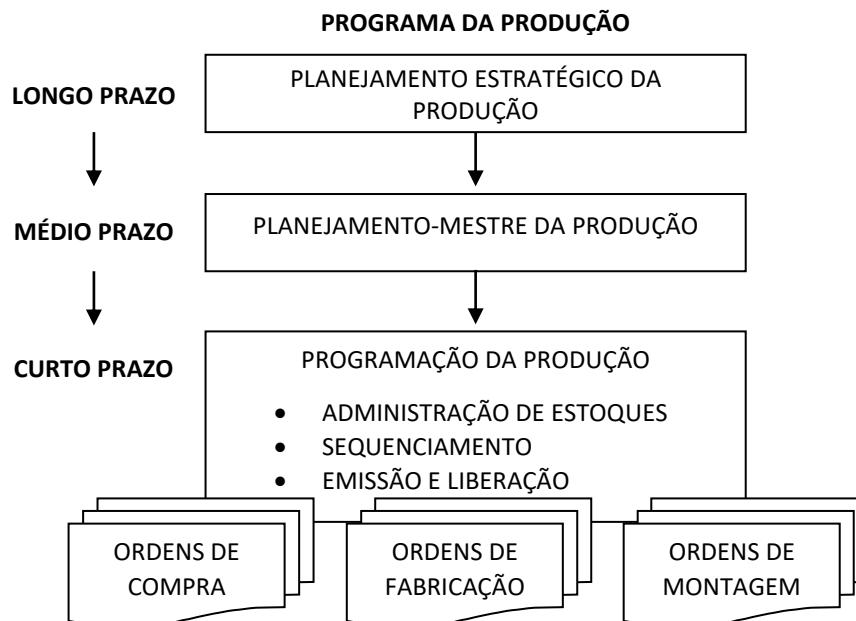 PROGRAMA DA PRODUÇÃO
LONGO PRAZO
PLANEJAMENTO ESTRATÉGICO DA
PRODUÇÃO
MÉDIO PRAZO
PLANEJAMENTO-MESTRE DA PRODUÇÃO
CURTO PRAZO
PROGRAMAÇÃO DA PRODUÇÃO
• ADMINISTRAÇÃO DE ESTOQUES
• SEQUENCIAMENTO
• EMISSÃO E LIBERAÇÃO
ORDENS DE
COMPRA
ORDENS DE
FABRICAÇÃO
ORDENS DE
MONTAGEM